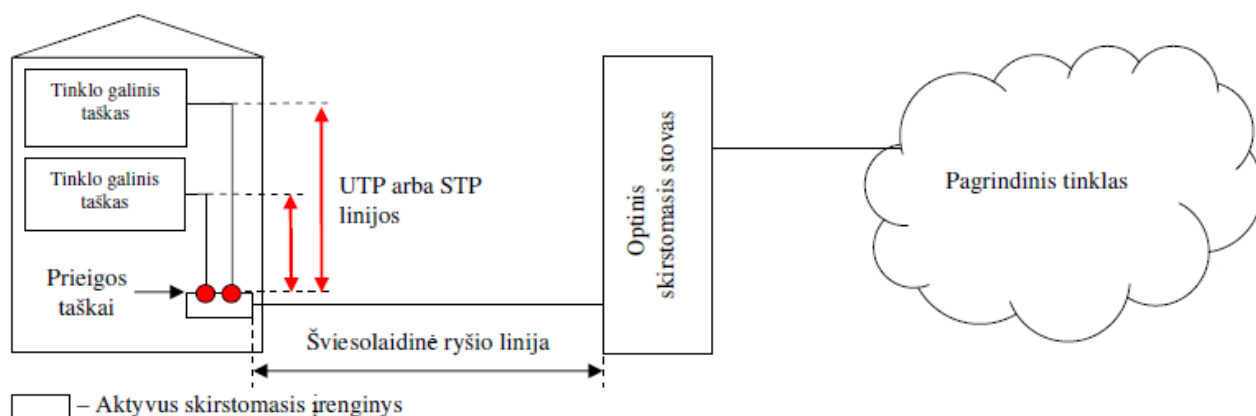 Tinklo galinis
taškas
Tinklo galinis
taškas
UTP arba STP
linijos
Prieigos
taškai
Šviesolaidinė ryšio linija
Optinis
skirstomasis stovas
Pagrindinis tinklas
– Aktyvus skirstomasis įrenginys